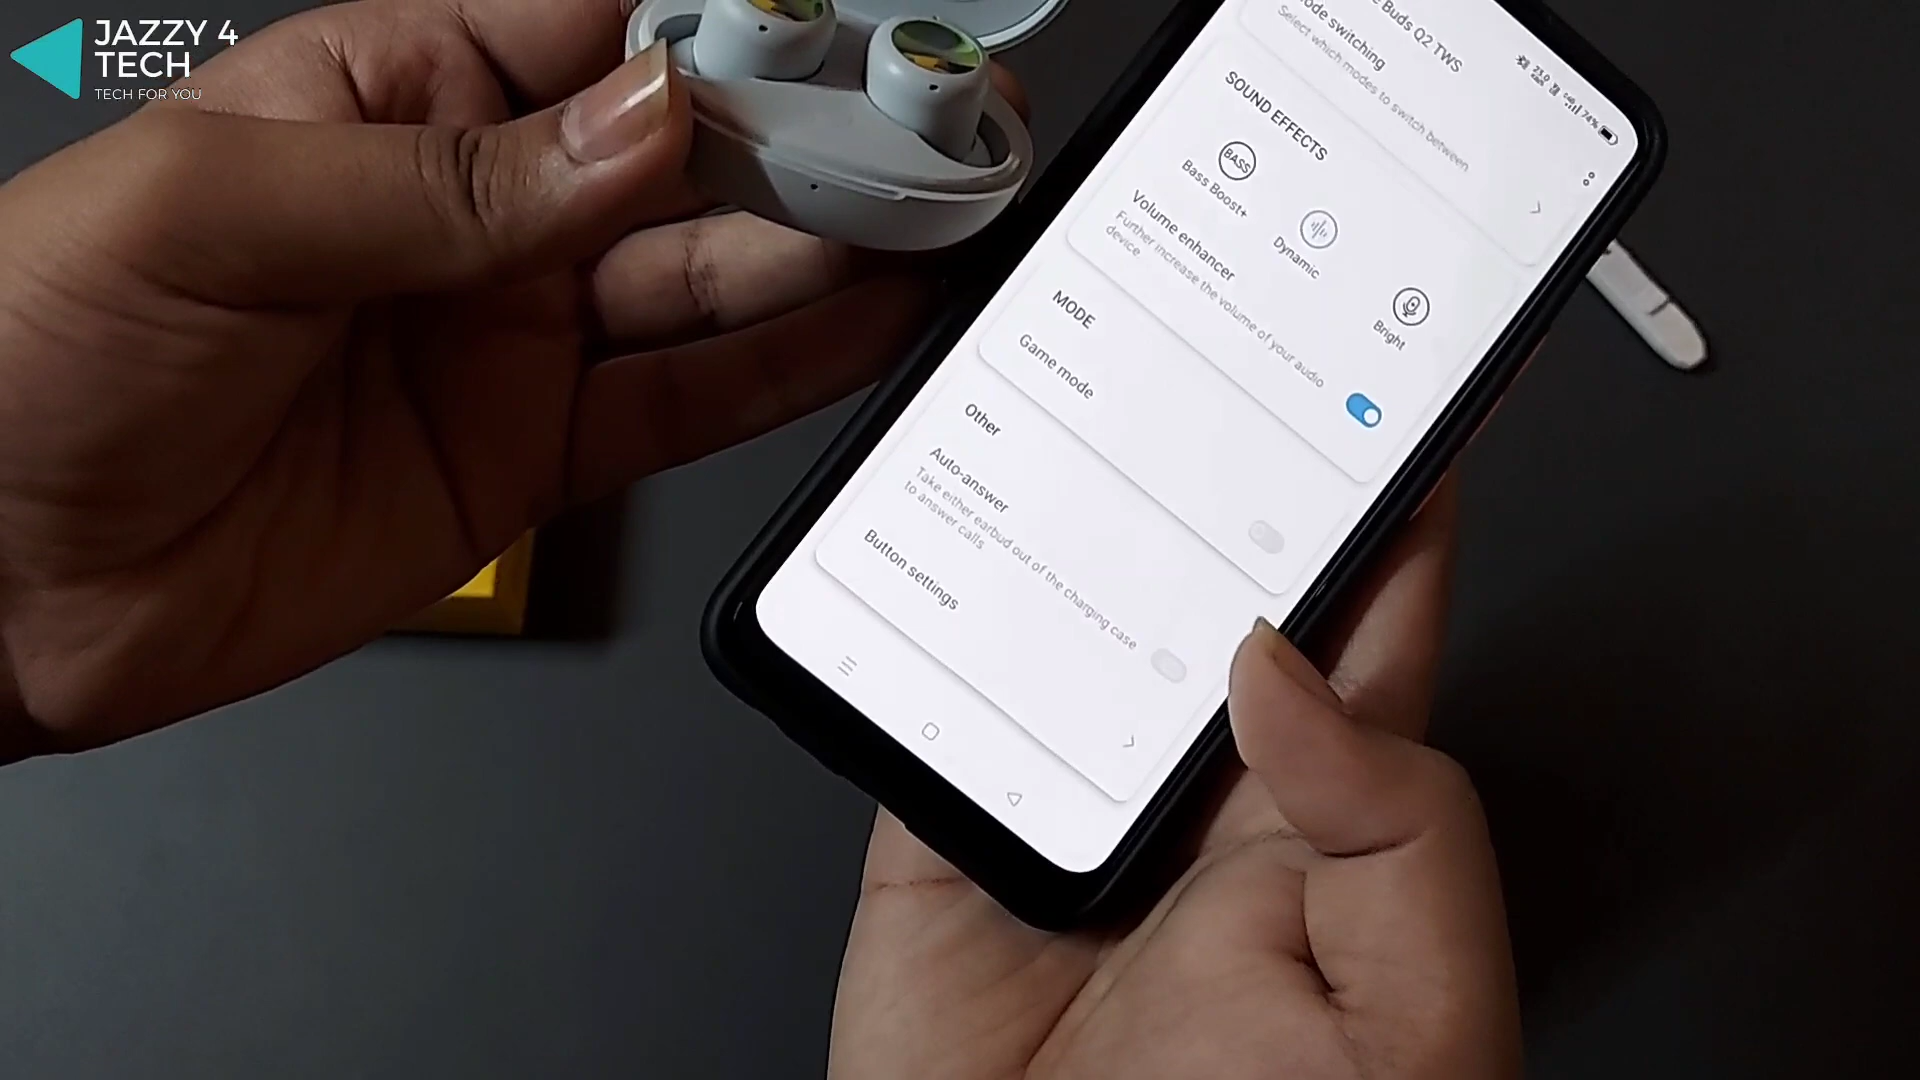 JAZZY 4
TECH
TECH FOR YOU
Buds Q2 TWS
74%
mode switching
Select which modes to switch between
SOUND EFFECTS
BASS
Bass Boost+
Dynamic
Bright
Volume enhancer
Further increase the volume of your audio
device
MODE
Game mode
Other
Auto-answer
Take either earbud out of the charging case
to answer calls
Button settings